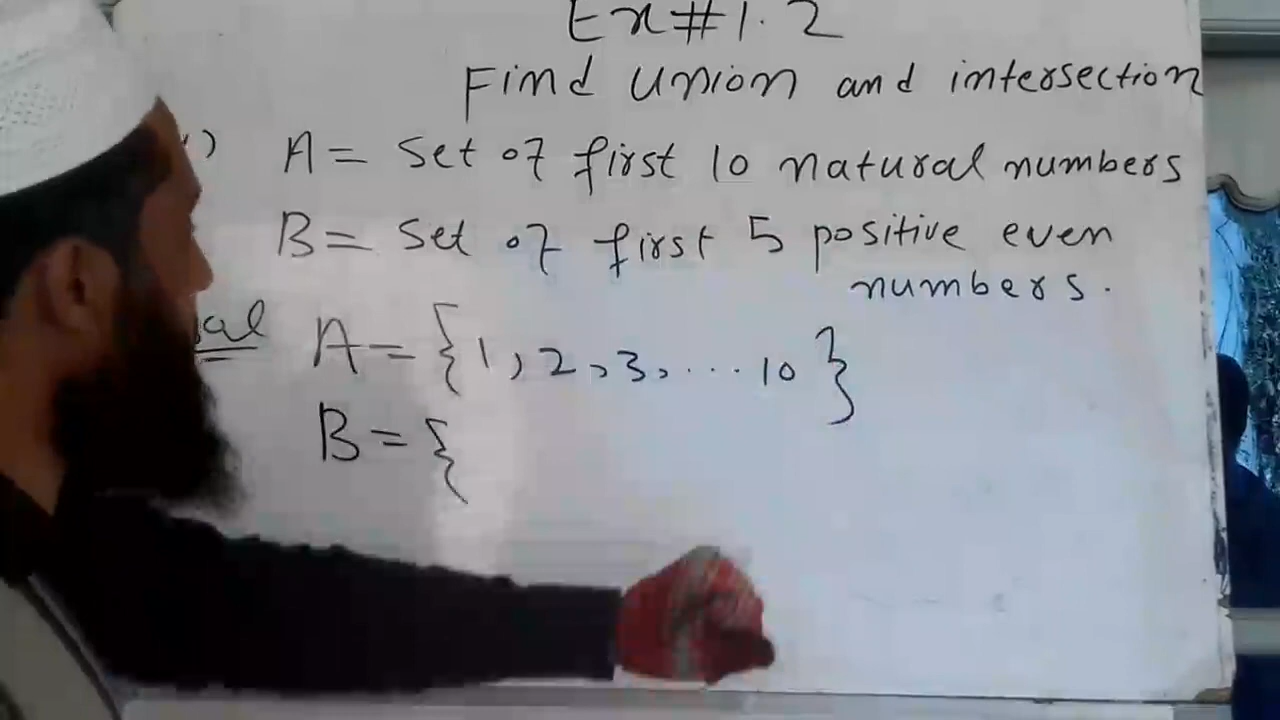 Ex#1.2
Find union and intersection
) A = Set of first 10 natural numbers
B = Set of first 5 positive even
numbers.
A = {1, 2, 3, ... 10}
B = {